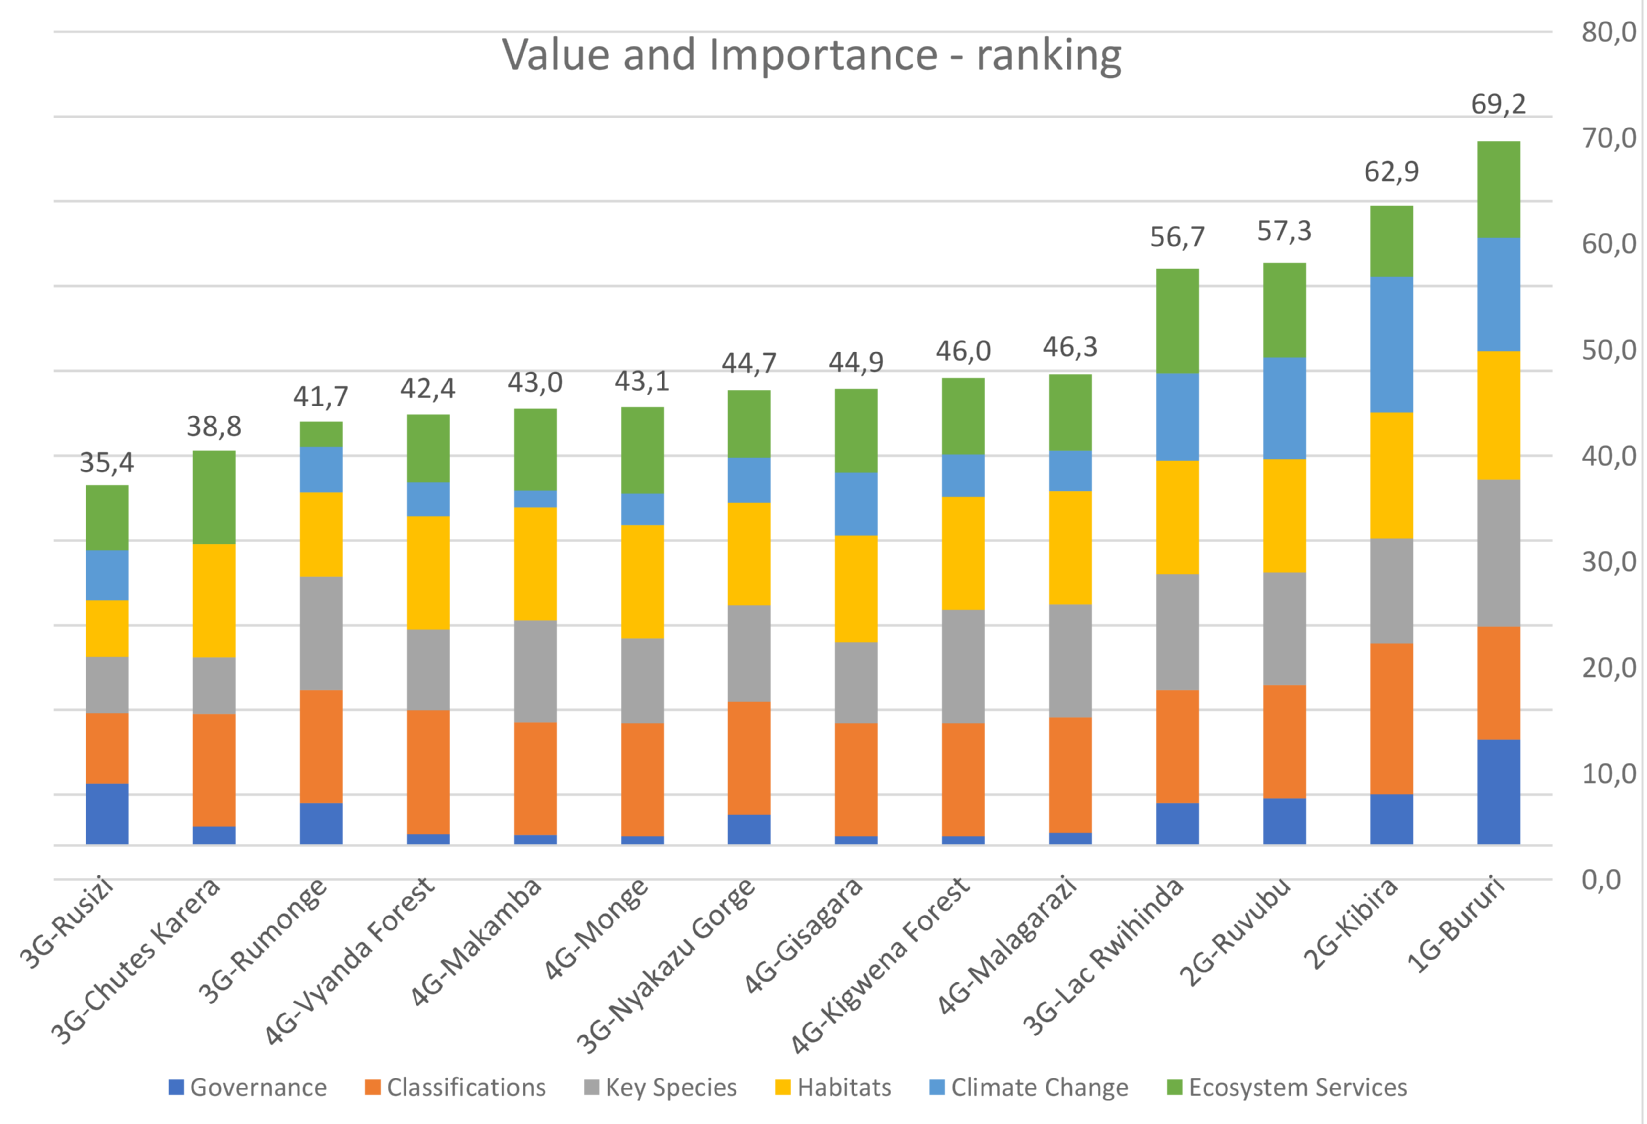 Value and Importance - ranking
80,0
70,0
60,0
50,0
40,0
30,0
20,0
10,0
0,0
35,4
38,8
41,7
42,4
43,0
43,1
44,7
44,9
46,0
46,3
56,7
57,3
62,9
69,2
3G-Rusizi
3G-Chutes Karera
3G-Rumonge
4G-Vyanda Forest
4G-Makamba
4G-Monge
3G-Nyakazu Gorge
4G-Gisagara
4G-Kigwena Forest
4G-Malagarazi
3G-Lac Rwihinda
2G-Ruvubu
2G-Kibira
1G-Bururi
Governance Classifications Key Species Habitats Climate Change Ecosystem Services